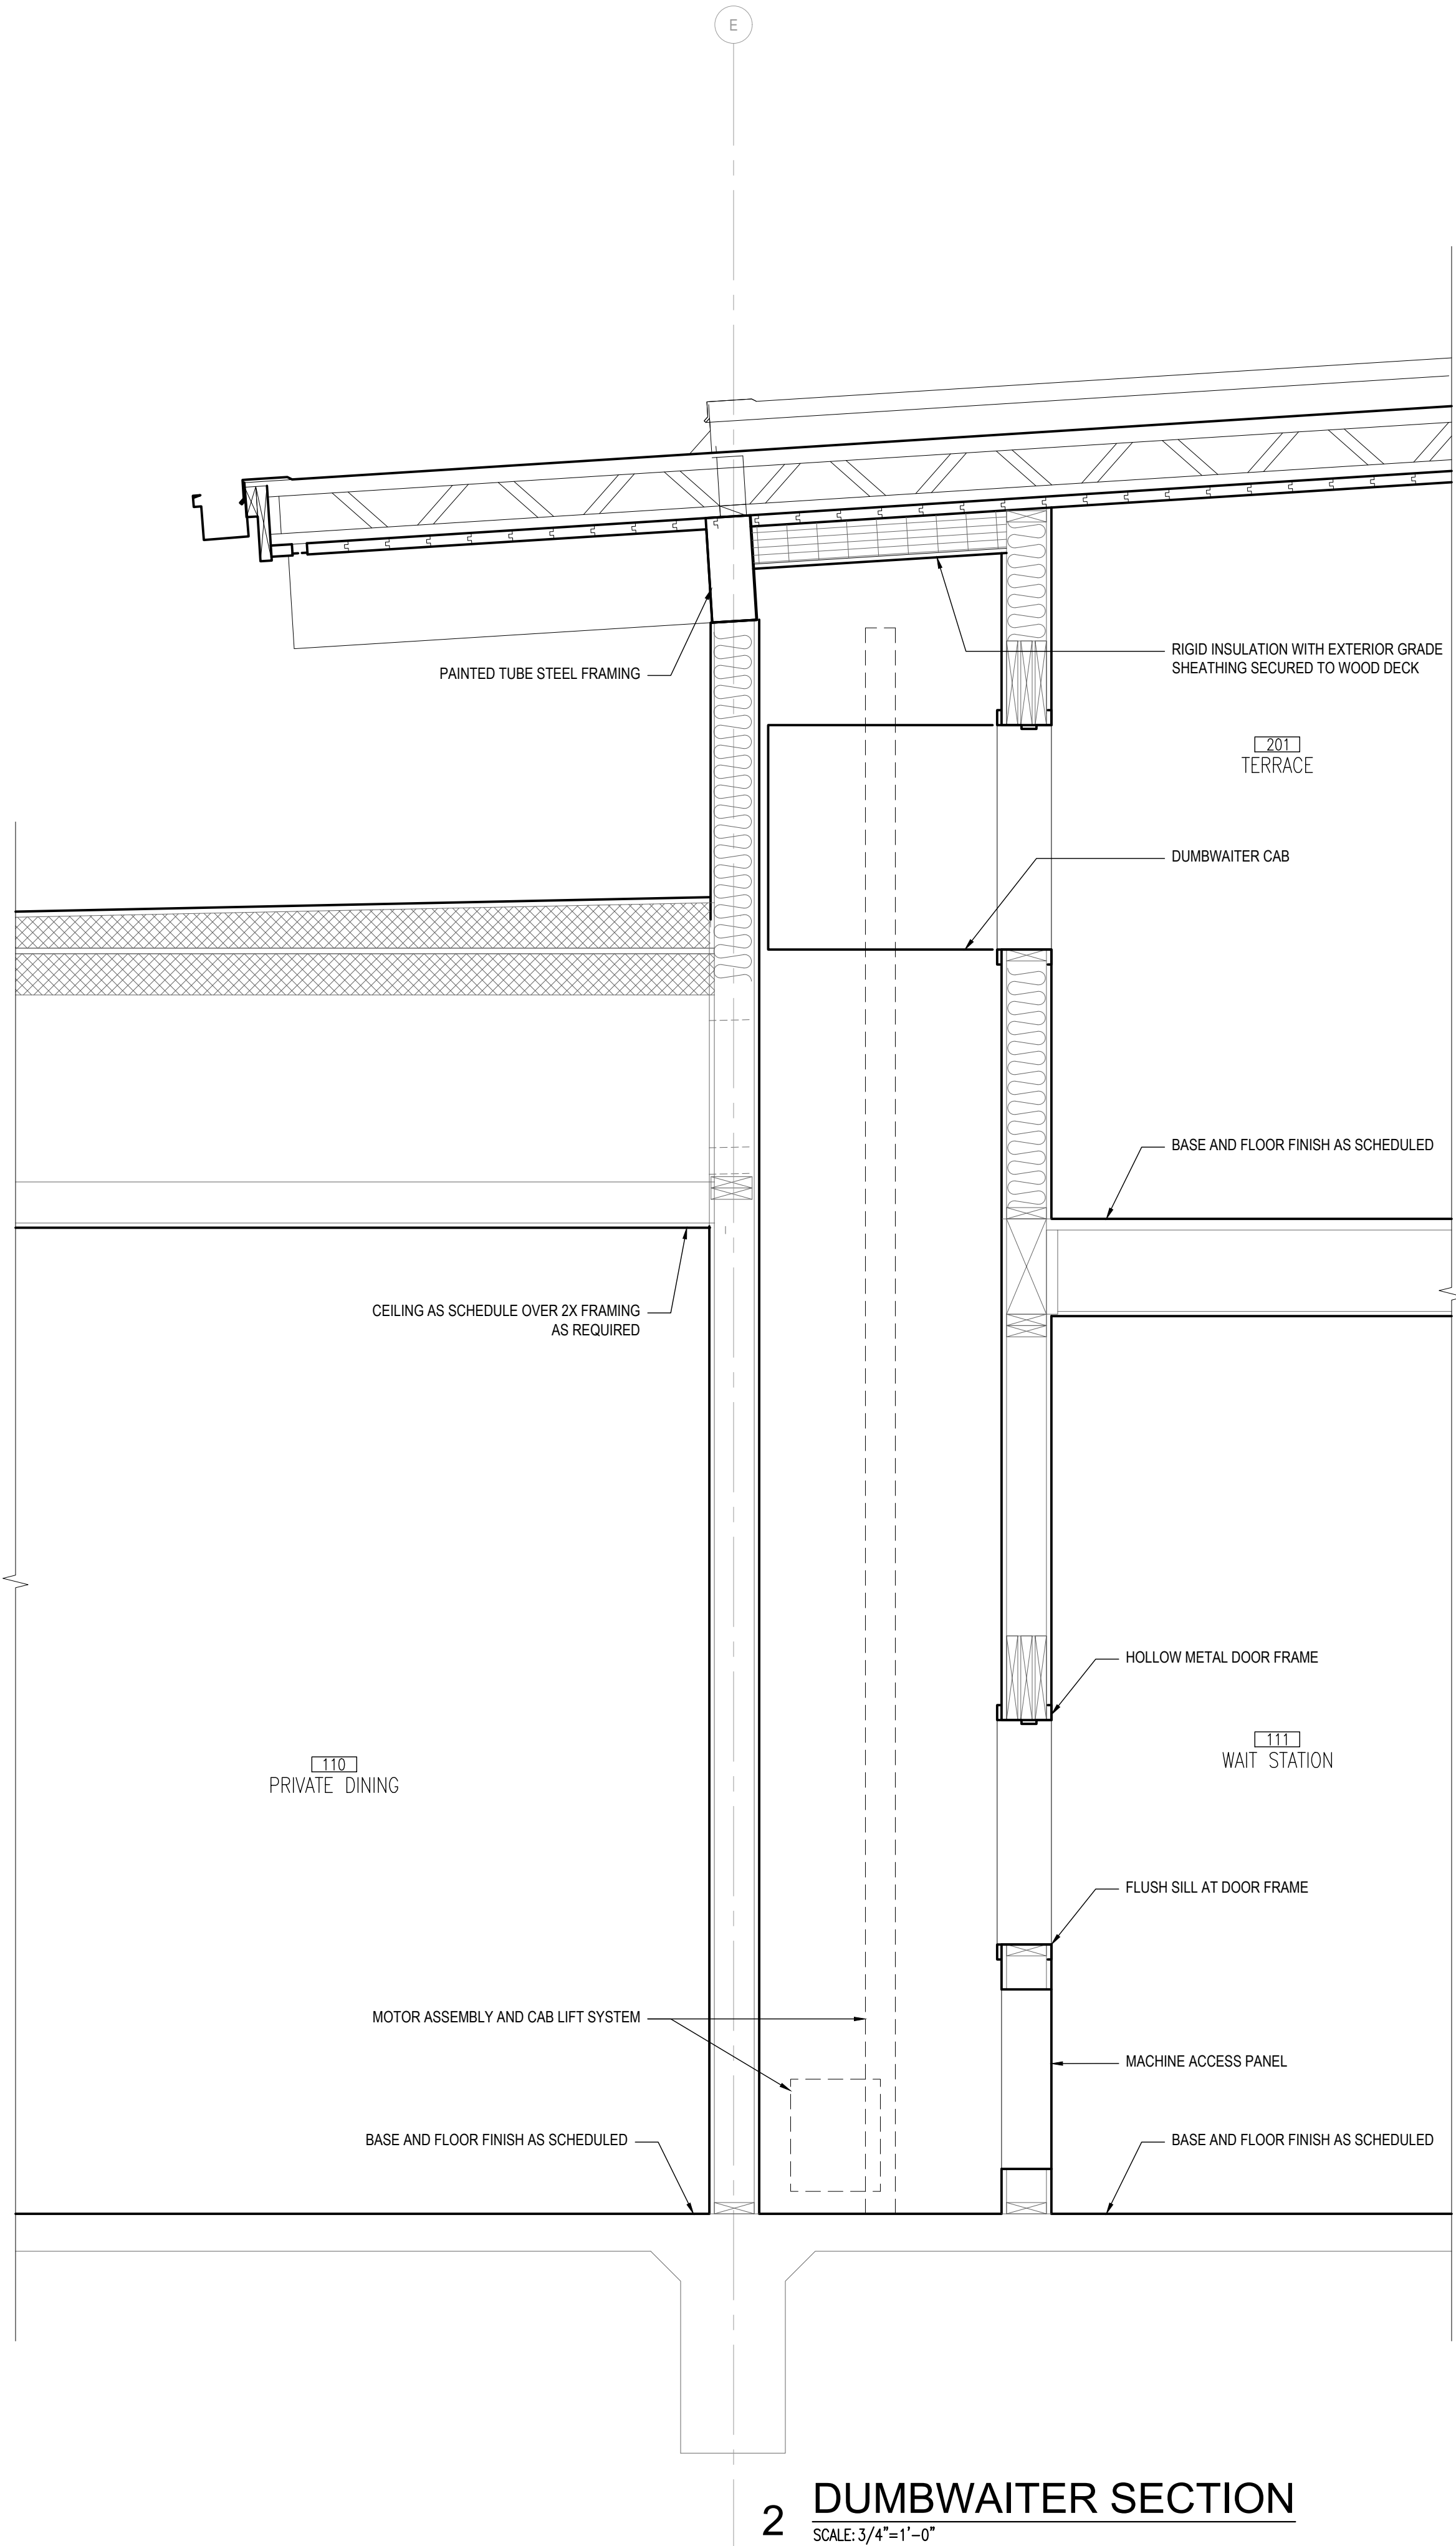 E
PAINTED TUBE STEEL FRAMING
RIGID INSULATION WITH EXTERIOR GRADE
SHEATHING SECURED TO WOOD DECK
201
TERRACE
DUMBWAITER CAB
BASE AND FLOOR FINISH AS SCHEDULED
CEILING AS SCHEDULE OVER 2X FRAMING
AS REQUIRED
HOLLOW METAL DOOR FRAME
111
WAIT STATION
110
PRIVATE DINING
FLUSH SILL AT DOOR FRAME
MOTOR ASSEMBLY AND CAB LIFT SYSTEM
MACHINE ACCESS PANEL
BASE AND FLOOR FINISH AS SCHEDULED
BASE AND FLOOR FINISH AS SCHEDULED
2 DUMBWAITER SECTION
SCALE: 3/4"=1'-0"